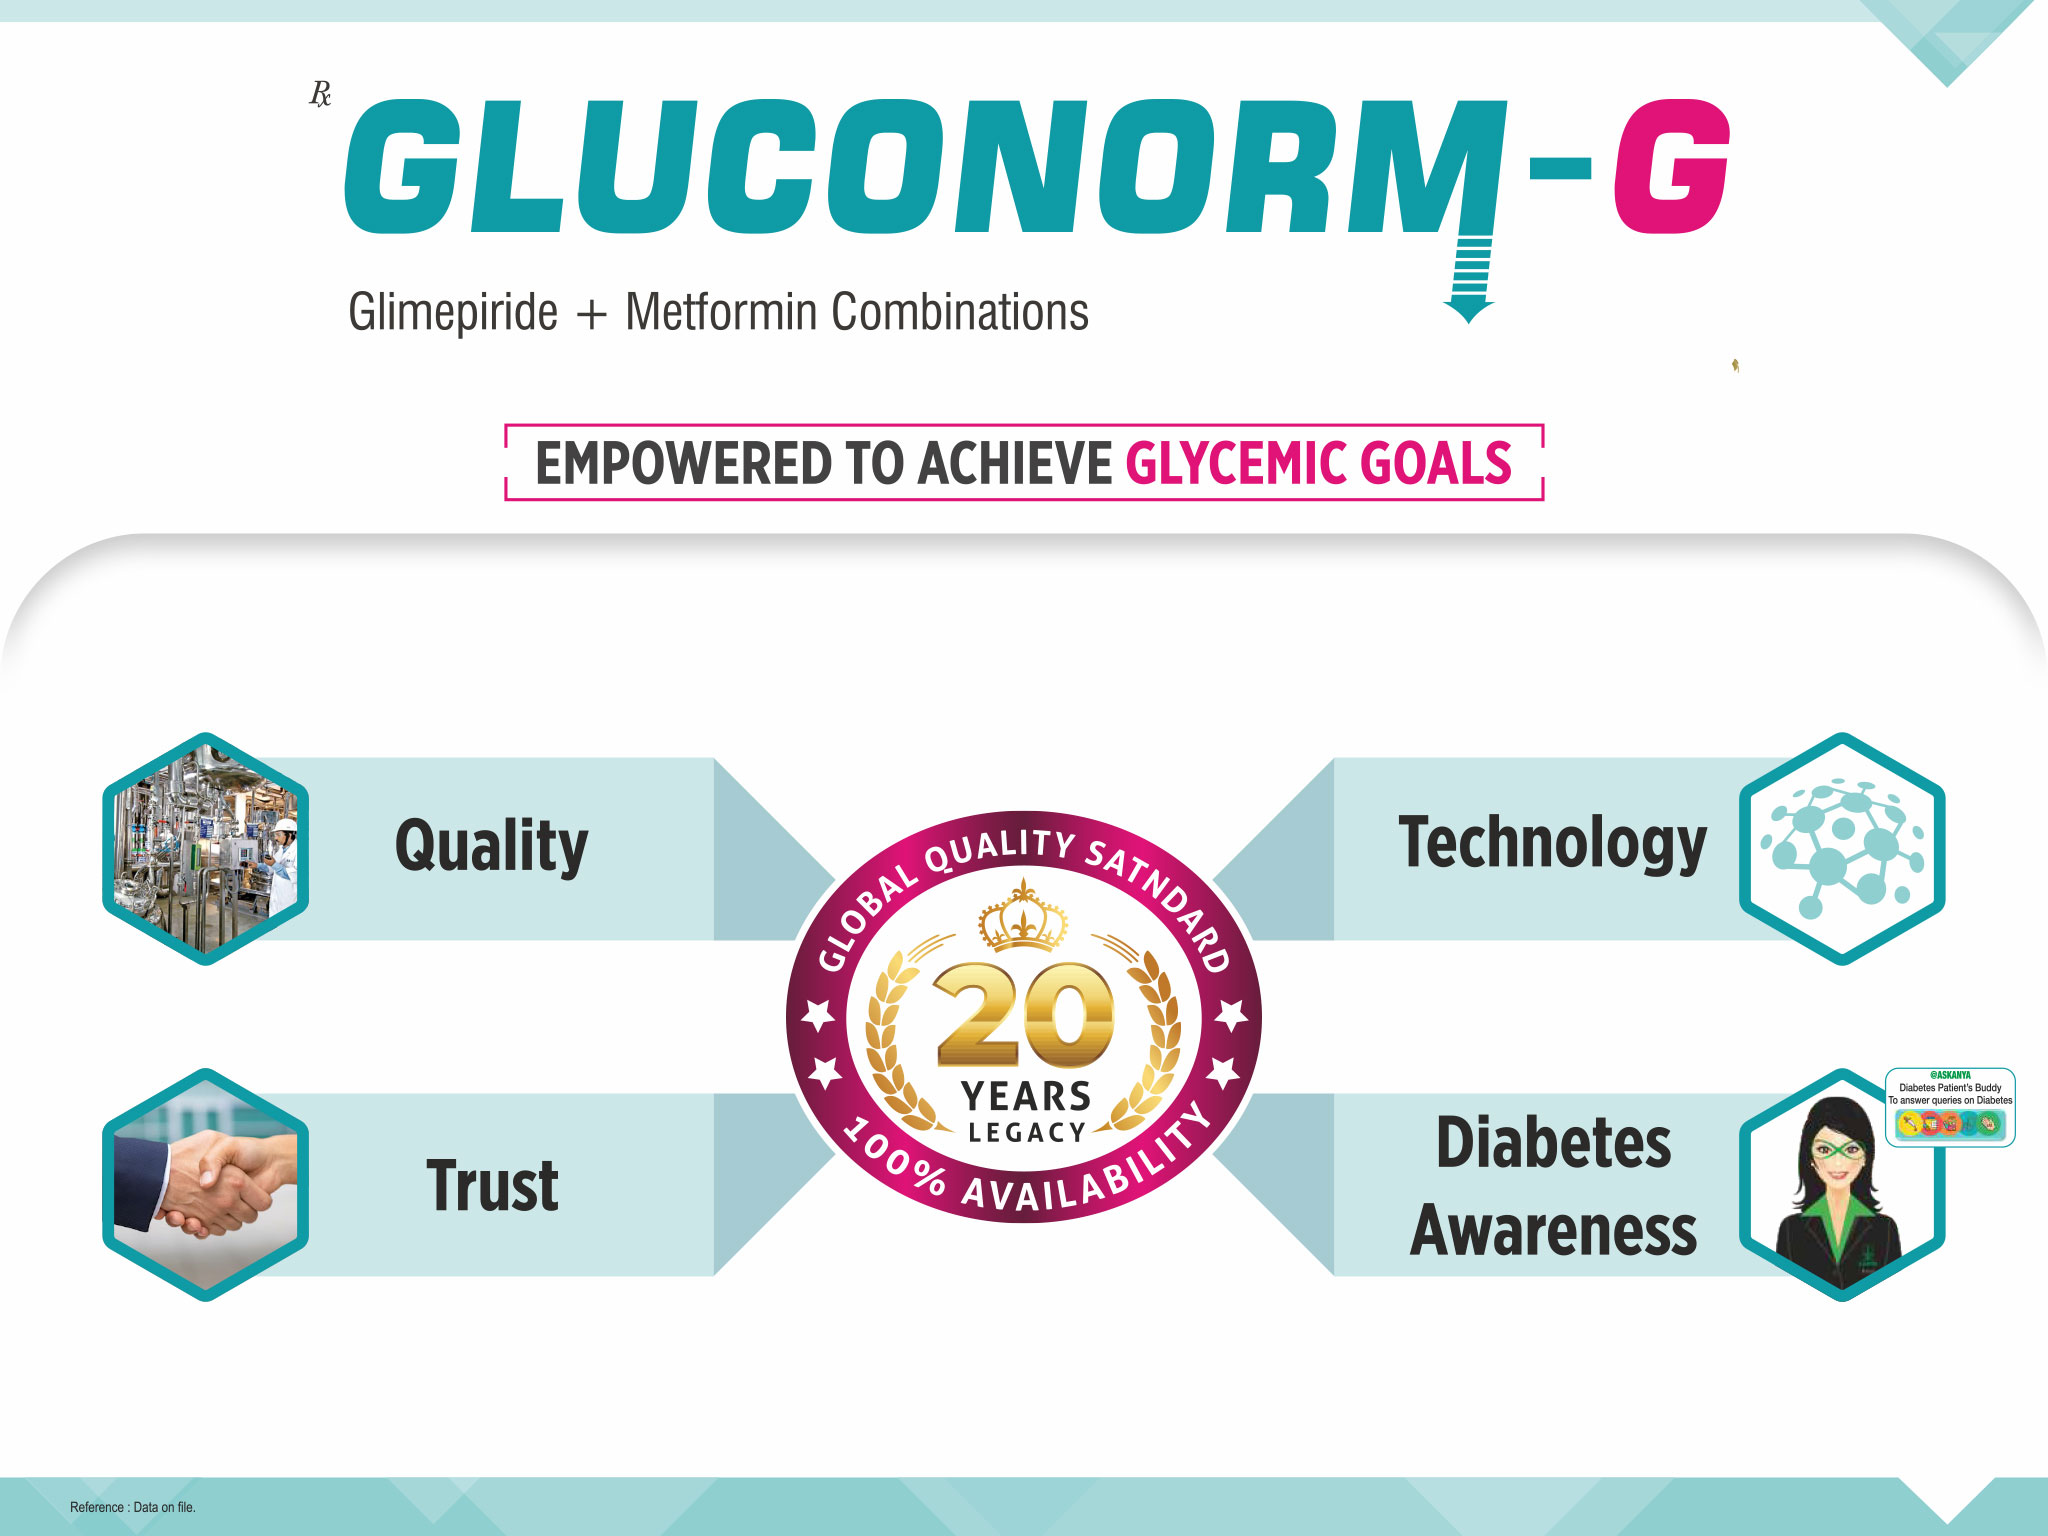 Rx
GLUCONORM-G
Glimepiride + Metformin Combinations
EMPOWERED TO ACHIEVE GLYCEMIC GOALS
Quality
Technology
GLOBAL QUALITY SATNDARD
20
YEARS
LEGACY
100% AVAILABILITY
Trust
Diabetes
Awareness
@ASKANYA
Diabetes Patient's Buddy
To answer queries on Diabetes
Reference : Data on file.